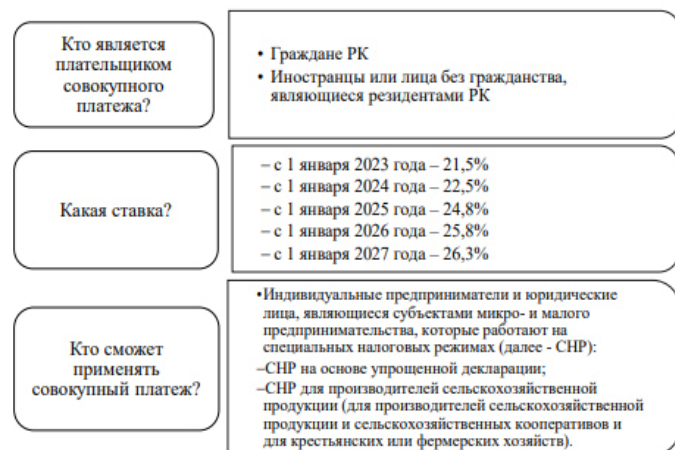 Кто является
плательщиком
совокупного
платежа?
• Граждане РК
• Иностранцы или лица без гражданства,
являющиеся резидентами РК
Какая ставка?
– с 1 января 2023 года – 21,5%
– с 1 января 2024 года – 22,5%
– с 1 января 2025 года – 24,8%
– с 1 января 2026 года – 25,8%
– с 1 января 2027 года – 26,3%
Кто сможет
применять
совокупный платеж?
•Индивидуальные предприниматели и юридические
лица, являющиеся субъектами микро- и малого
предпринимательства, которые работают на
специальных налоговых режимах (далее - СНР):
–СНР на основе упрощенной декларации;
–СНР для производителей сельскохозяйственной
продукции (для производителей сельскохозяйственной
продукции и сельскохозяйственных кооперативов и
для крестьянских или фермерских хозяйств).